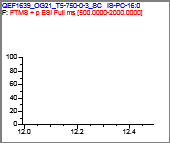 QEF1639_OG21_T5-750-0-3_SC IS-PC-16:0
F: FTMS + p ESI Full ms [500.0000-2000.0000]
100
80
60
40
20
0
12.0 12.2 12.4